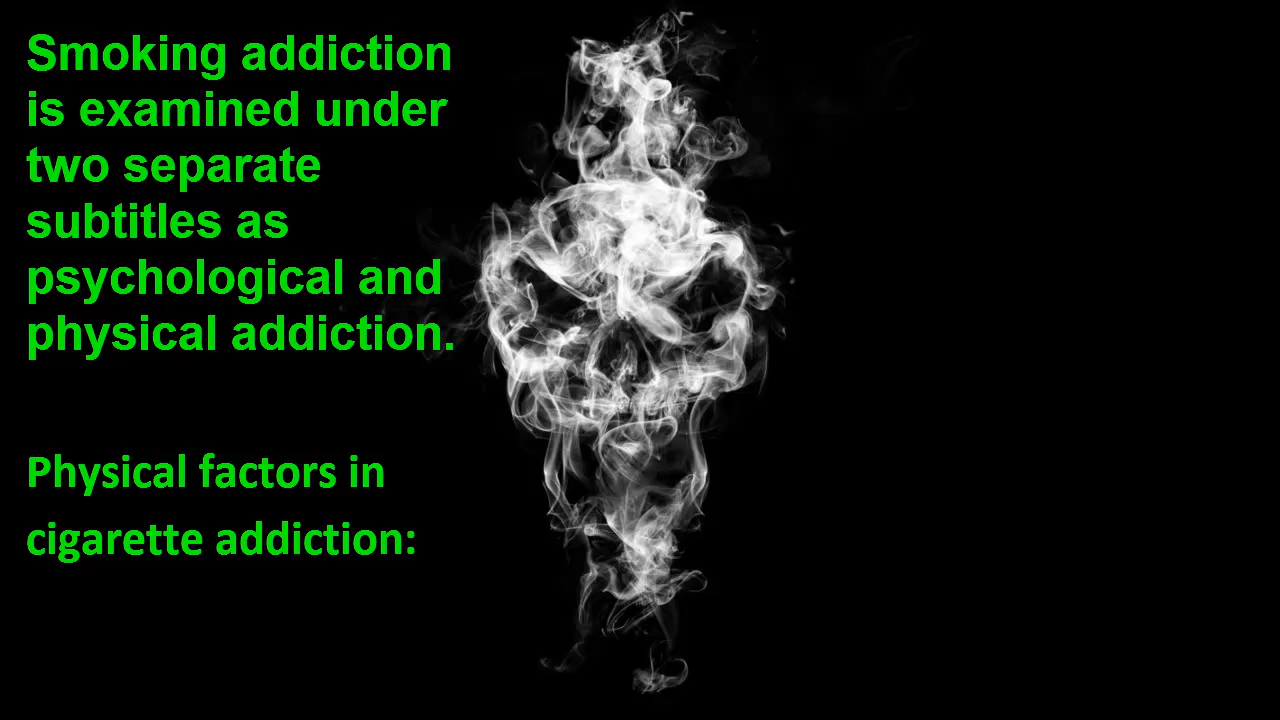 Smoking addiction
is examined under
two separate
subtitles as
psychological and
physical addiction.
Physical factors in
cigarette addiction: